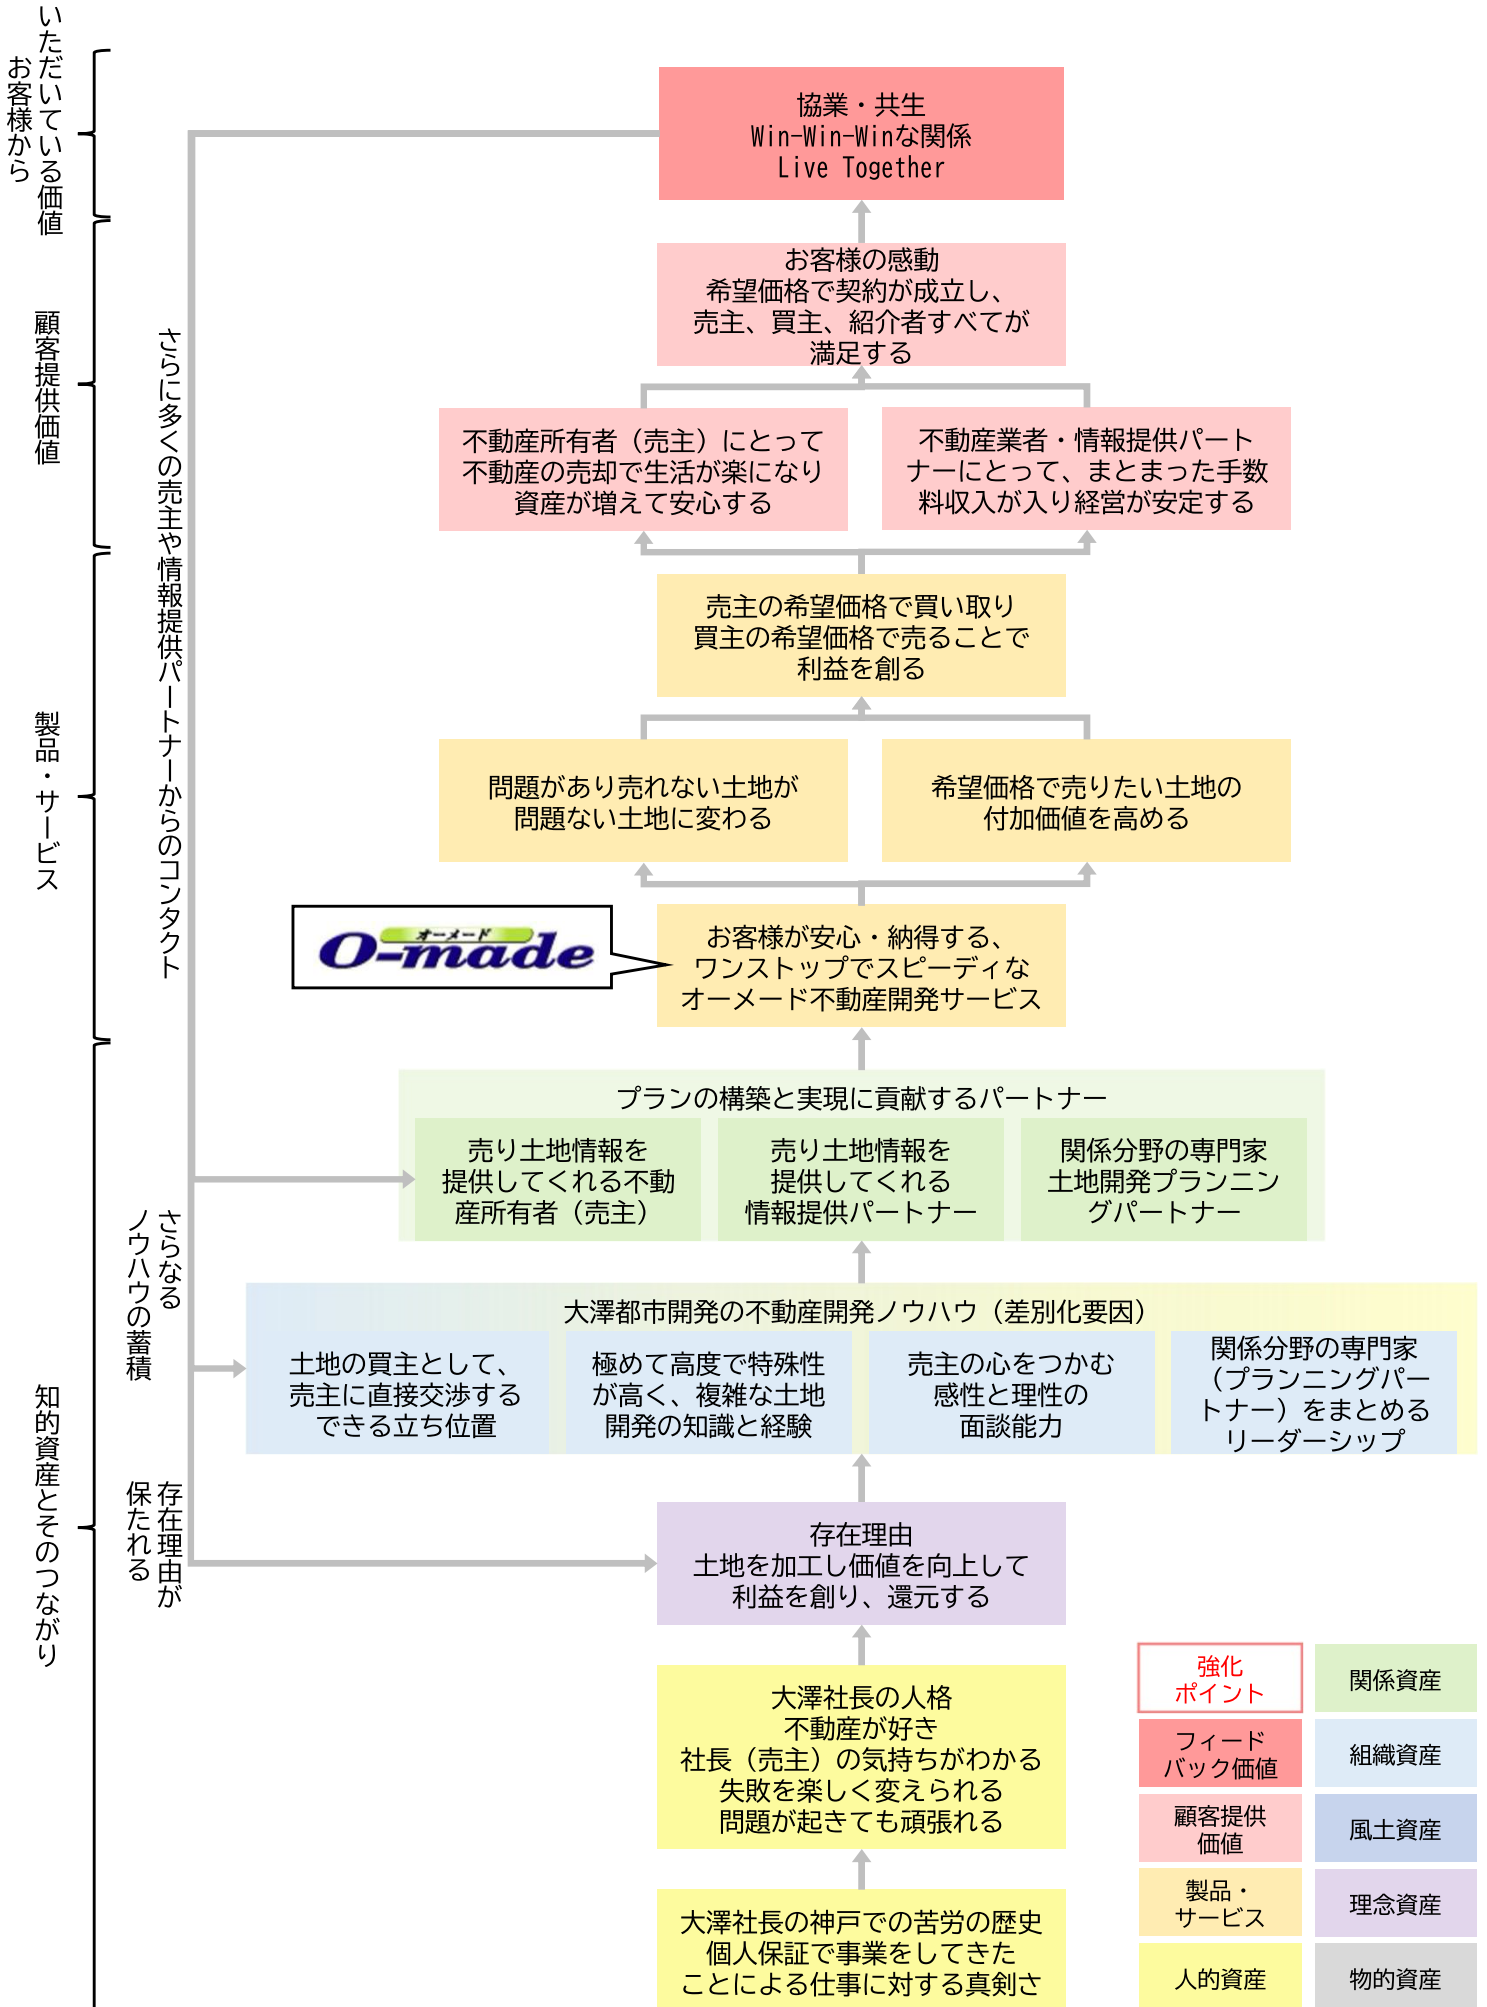 お客様から
いただいている価値
顧客提供価値
製品・サービス
知的資産とそのつながり
さらに多くの売主や情報提供パートナーからのコンタクト
さらなる
ノウハウの蓄積
存在理由が
保たれる
協業・共生
Win-Win-Winな関係
Live Together
お客様の感動
希望価格で契約が成立し、
売主、買主、紹介者すべてが
満足する
不動産所有者（売主）にとって
不動産の売却で生活が楽になり
資産が増えて安心する
不動産業者・情報提供パート
ナーにとって、まとまった手数
料収入が入り経営が安定する
売主の希望価格で買い取り
買主の希望価格で売ることで
利益を創る
問題があり売れない土地が
問題ない土地に変わる
希望価格で売りたい土地の
付加価値を高める
オーメード
O-made
お客様が安心・納得する、
ワンストップでスピーディな
オーメード不動産開発サービス
プランの構築と実現に貢献するパートナー
売り土地情報を
提供してくれる不動
産所有者（売主）
売り土地情報を
提供してくれる
情報提供パートナー
関係分野の専門家
土地開発プランニン
グパートナー
大澤都市開発の不動産開発ノウハウ（差別化要因）
土地の買主として、
売主に直接交渉する
できる立ち位置
極めて高度で特殊性
が高く、複雑な土地
開発の知識と経験
売主の心をつかむ
感性と理性の
面談能力
関係分野の専門家
（プランニングパー
トナー）をまとめる
リーダーシップ
存在理由
土地を加工し価値を向上して
利益を創り、還元する
大澤社長の人格
不動産が好き
社長（売主）の気持ちがわかる
失敗を楽しく変えられる
問題が起きても頑張れる
大澤社長の神戸での苦労の歴史
個人保証で事業をしてきた
ことによる仕事に対する真剣さ
強化
ポイント
関係資産
フィード
バック価値
組織資産
顧客提供
価値
風土資産
製品・
サービス
理念資産
人的資産
物的資産